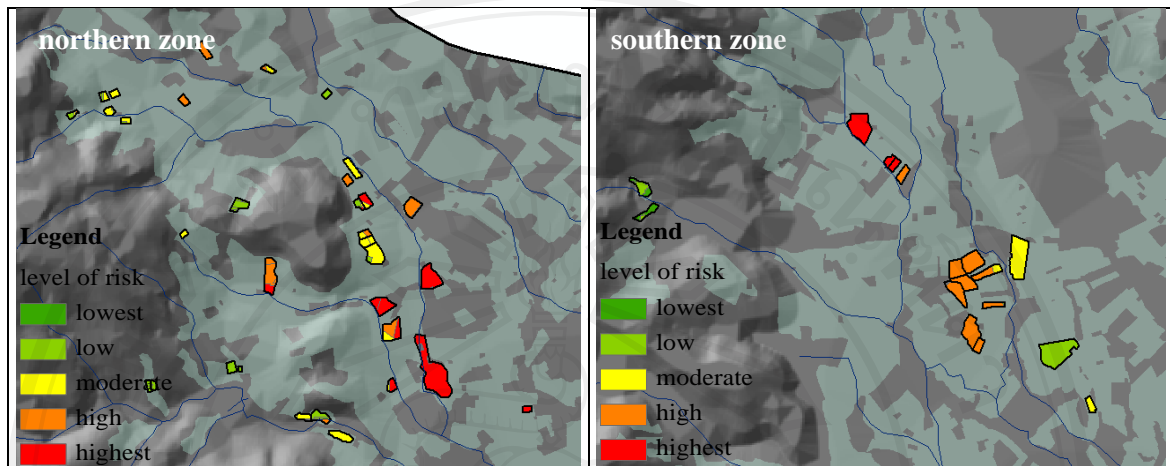 northern zone
Legend
level of risk
lowest
low
moderate
high
highest
southern zone
Legend
level of risk
lowest
low
moderate
high
highest